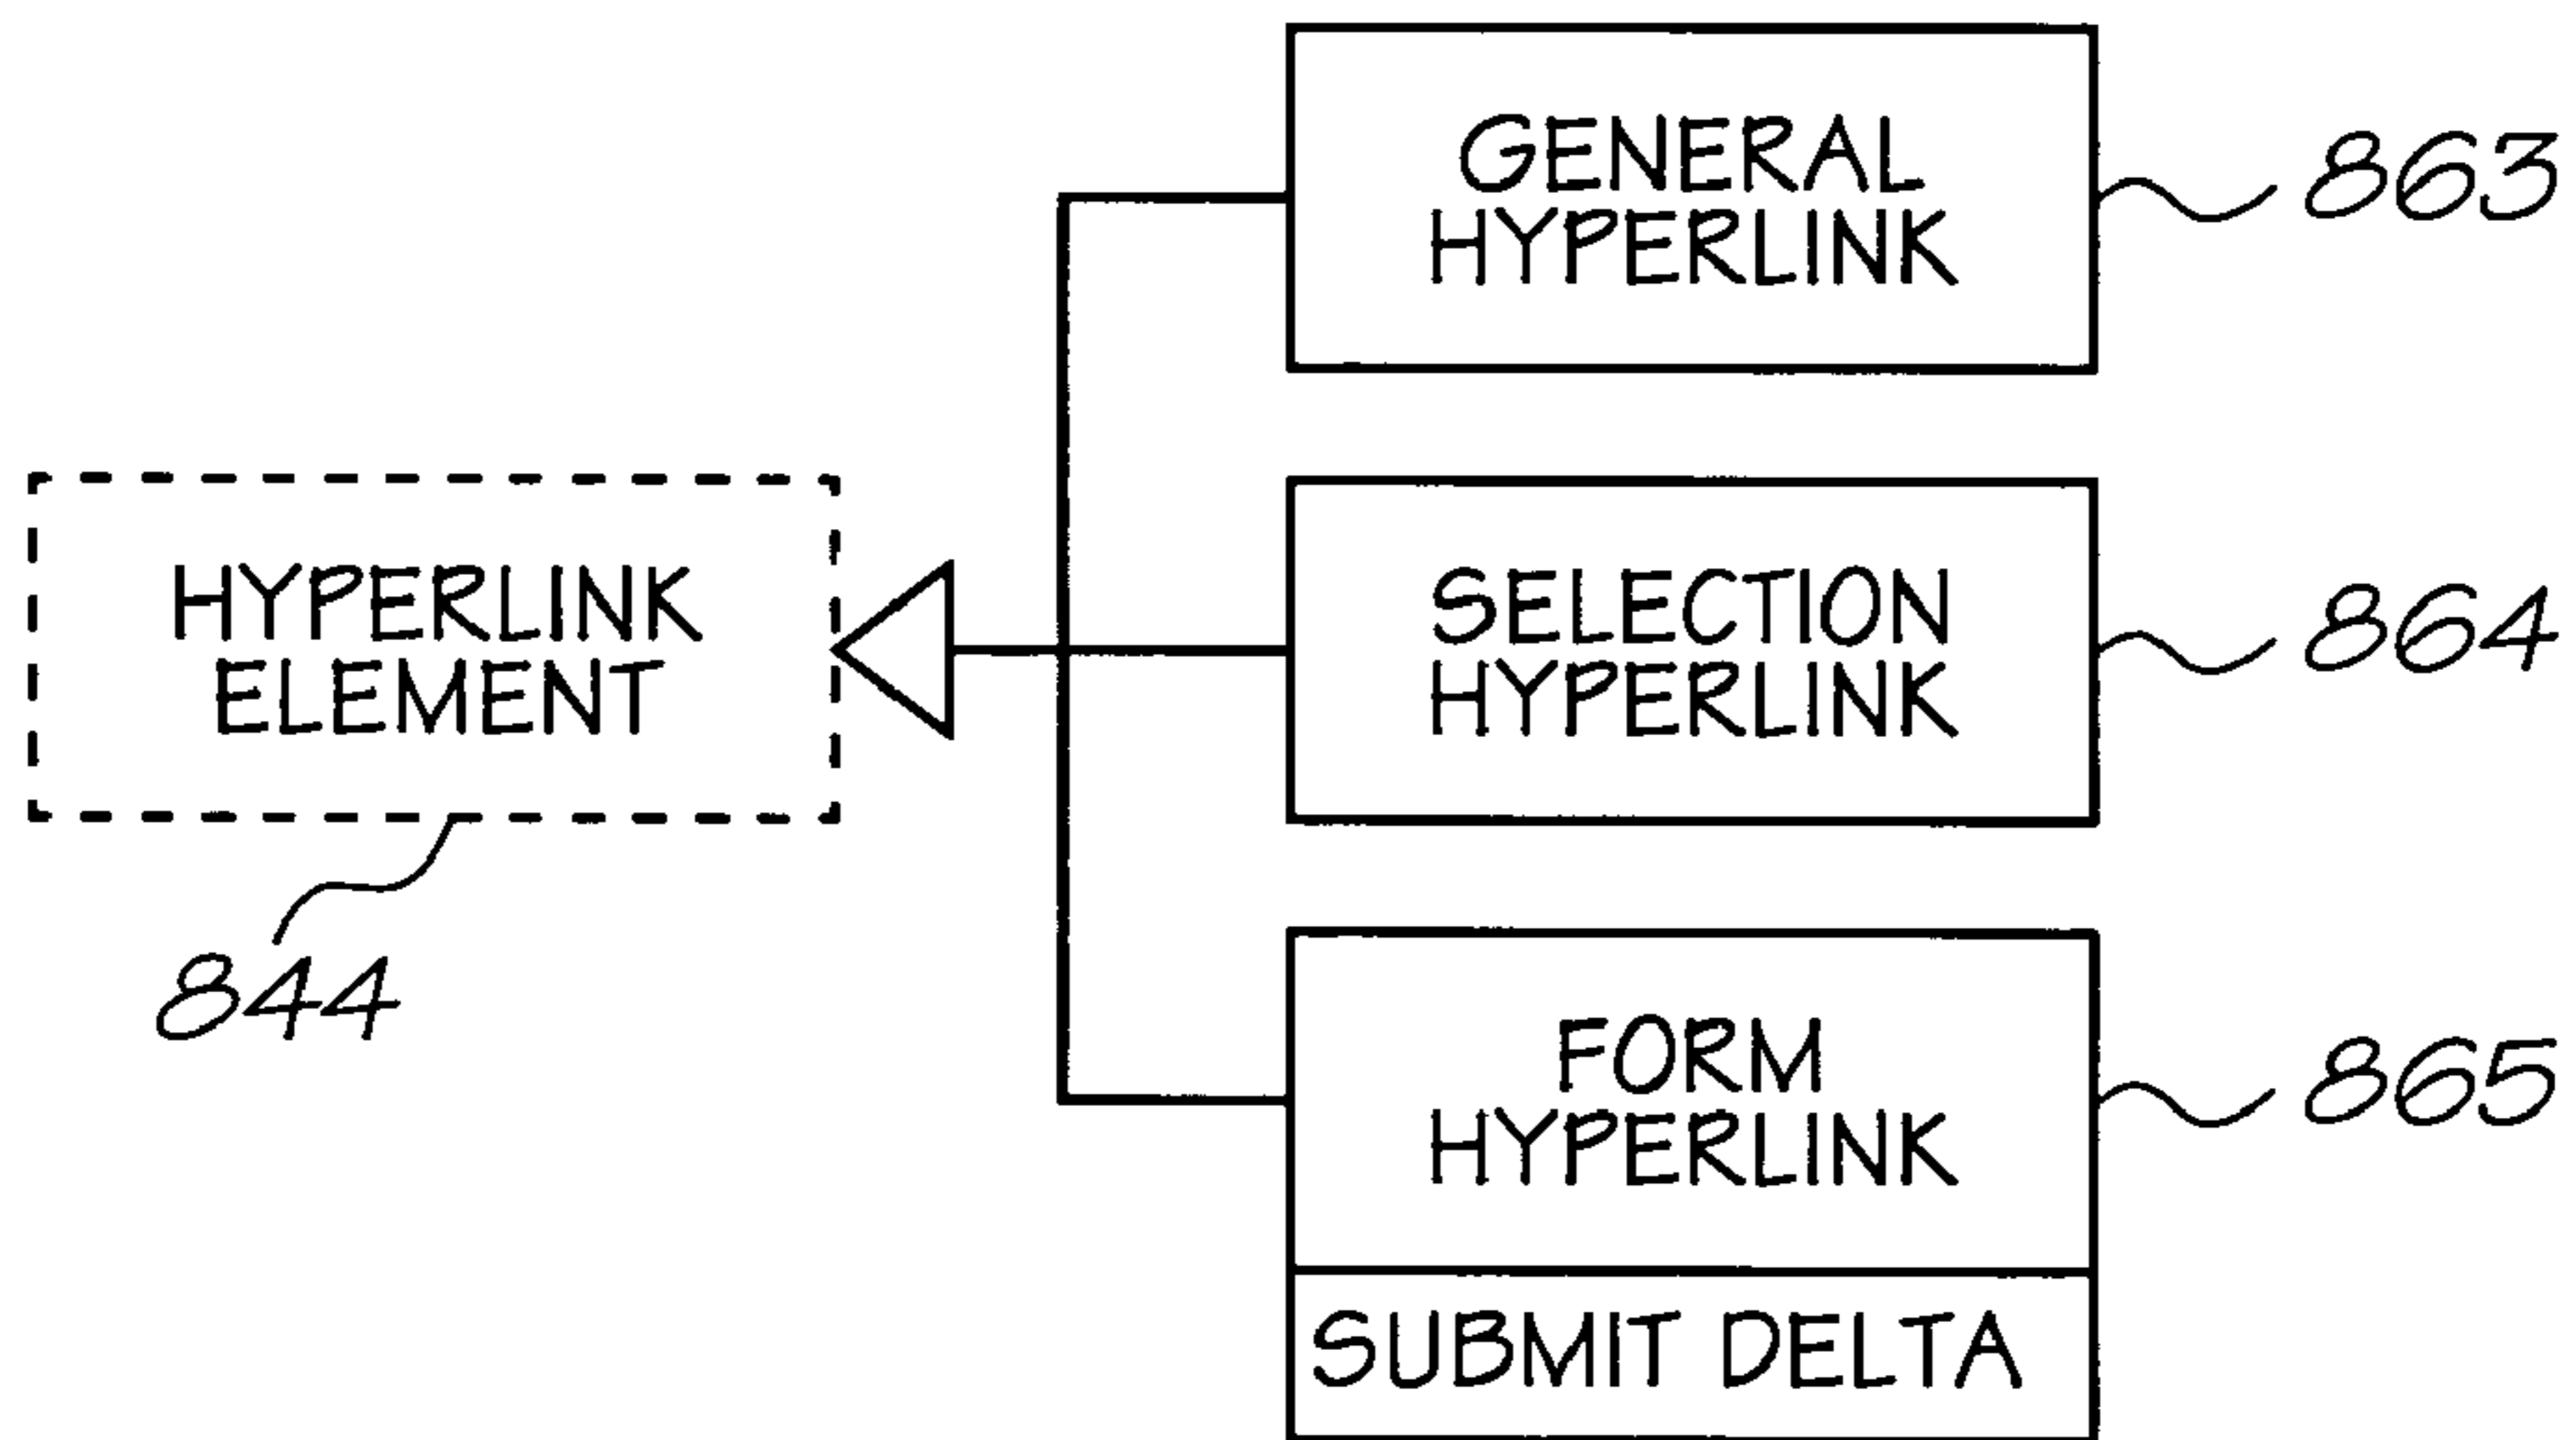 GENERAL
HYPERLINK
863
HYPERLINK
ELEMENT
844
SELECTION
HYPERLINK
864
FORM
HYPERLINK
865
SUBMIT DELTA